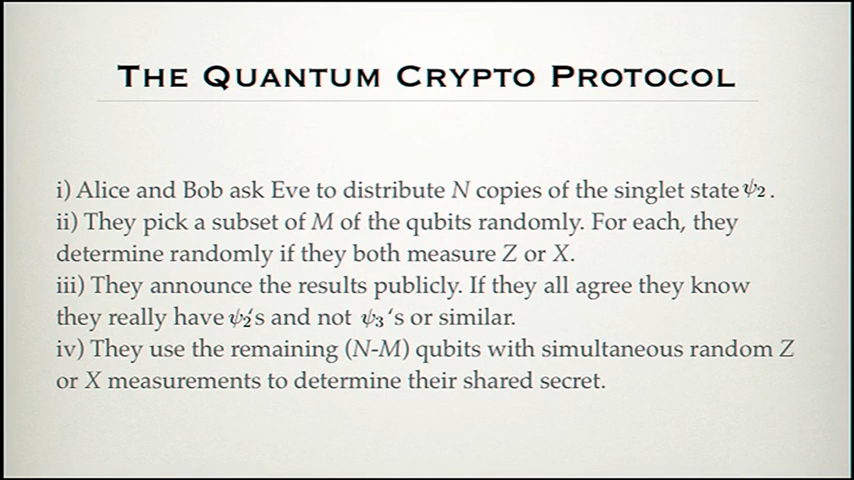 THE QUANTUM CRYPTO PROTOCOL
i) Alice and Bob ask Eve to distribute N copies of the singlet state ψ₂.
ii) They pick a subset of M of the qubits randomly. For each, they
determine randomly if they both measure Z or X.
iii) They announce the results publicly. If they all agree they know
they really have ψ₂'s and not ψ₃'s or similar.
iv) They use the remaining (N-M) qubits with simultaneous random Z
or X measurements to determine their shared secret.